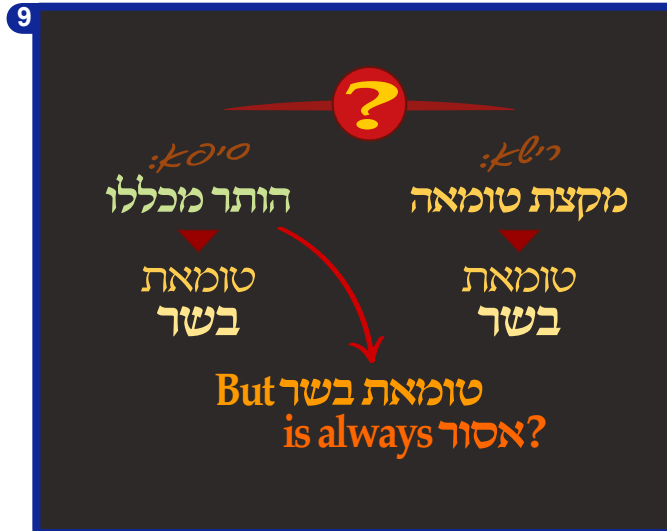 9
?
רישא:
מקצת טומאה
טומאת
בשר
סיפא:
הותר מכללו
טומאת
בשר
But טומאת בשר
is always אסור?